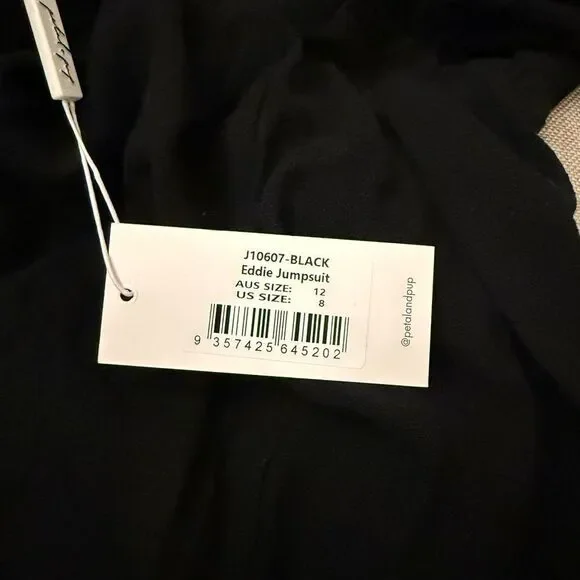 J10607-BLACK
Eddie Jumpsuit
AUS SIZE: 12
US SIZE: 8
9 357425 645202
@petalandpup